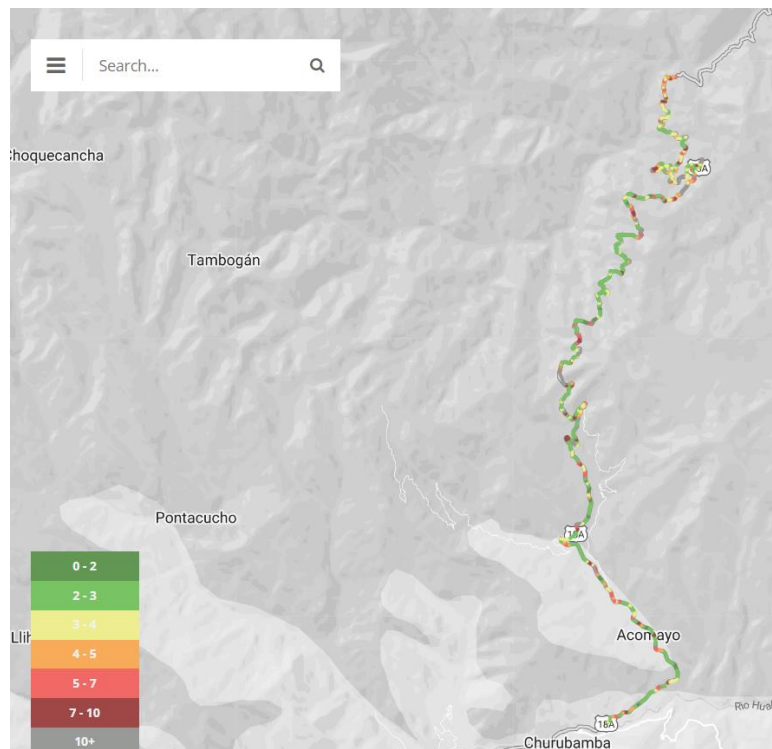 Search...
Choquecancha
Tambogán
Pontacucho
Acomayo
18A
Churubamba
0 - 2
2 - 3
3 - 4
4 - 5
5 - 7
7 - 10
10+